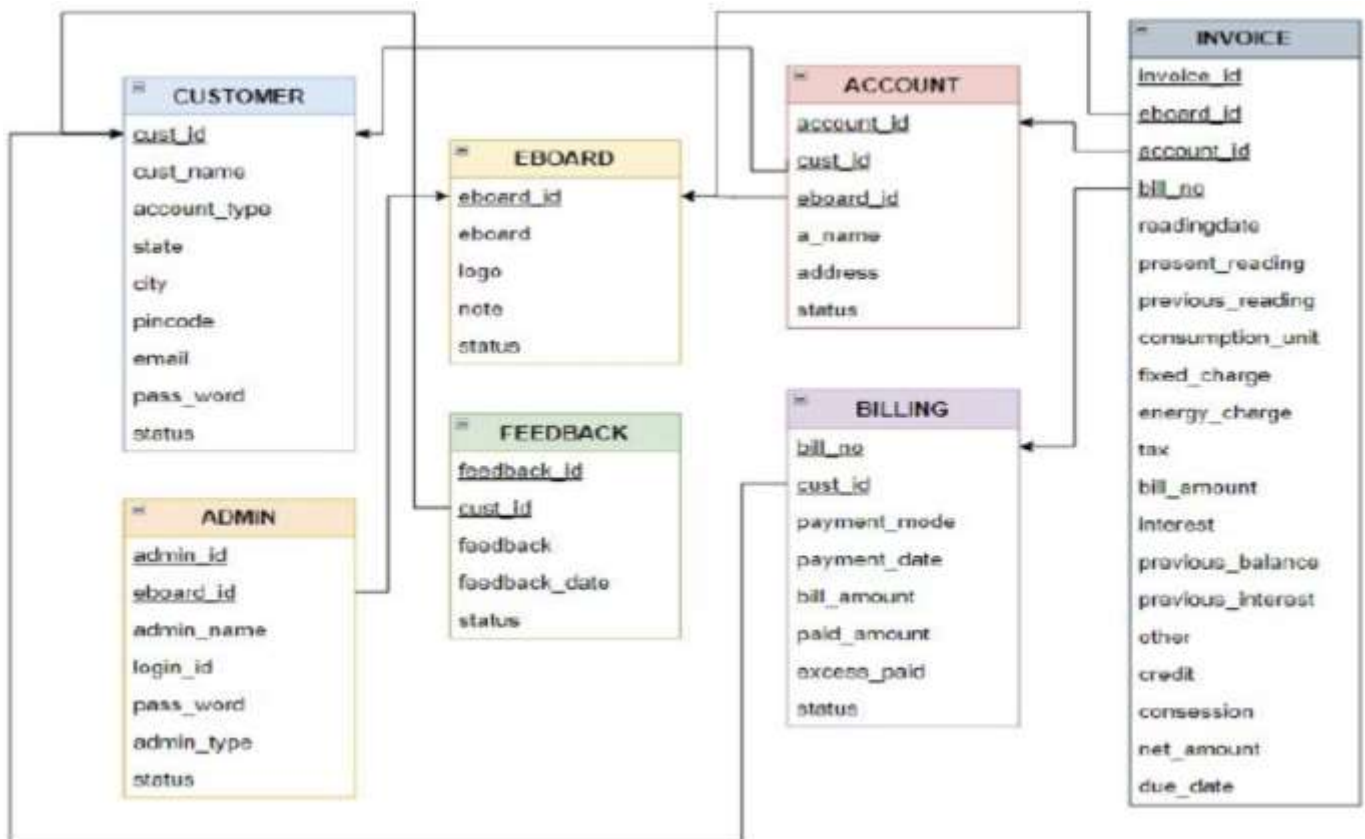 CUSTOMER
cust_id
cust_name
account_type
state
city
pincode
email
pass_word
status
ADMIN
admin_id
eboard_id
admin_name
login_id
pass_word
admin_type
status
EBOARD
eboard_id
eboard
logo
note
status
FEEDBACK
feedback_id
cust_id
feedback
feedback_date
status
ACCOUNT
account_id
cust_id
eboard_id
a_name
address
status
BILLING
bill_no
cust_id
payment_mode
payment_date
bill_amount
paid_amount
excess_paid
status
INVOICE
invoice_id
eboard_id
account_id
bill_no
readingdate
present_reading
previous_reading
consumption_unit
fixed_charge
energy_charge
tax
bill_amount
interest
previous_balance
previous_interest
other
credit
consession
net_amount
due_date